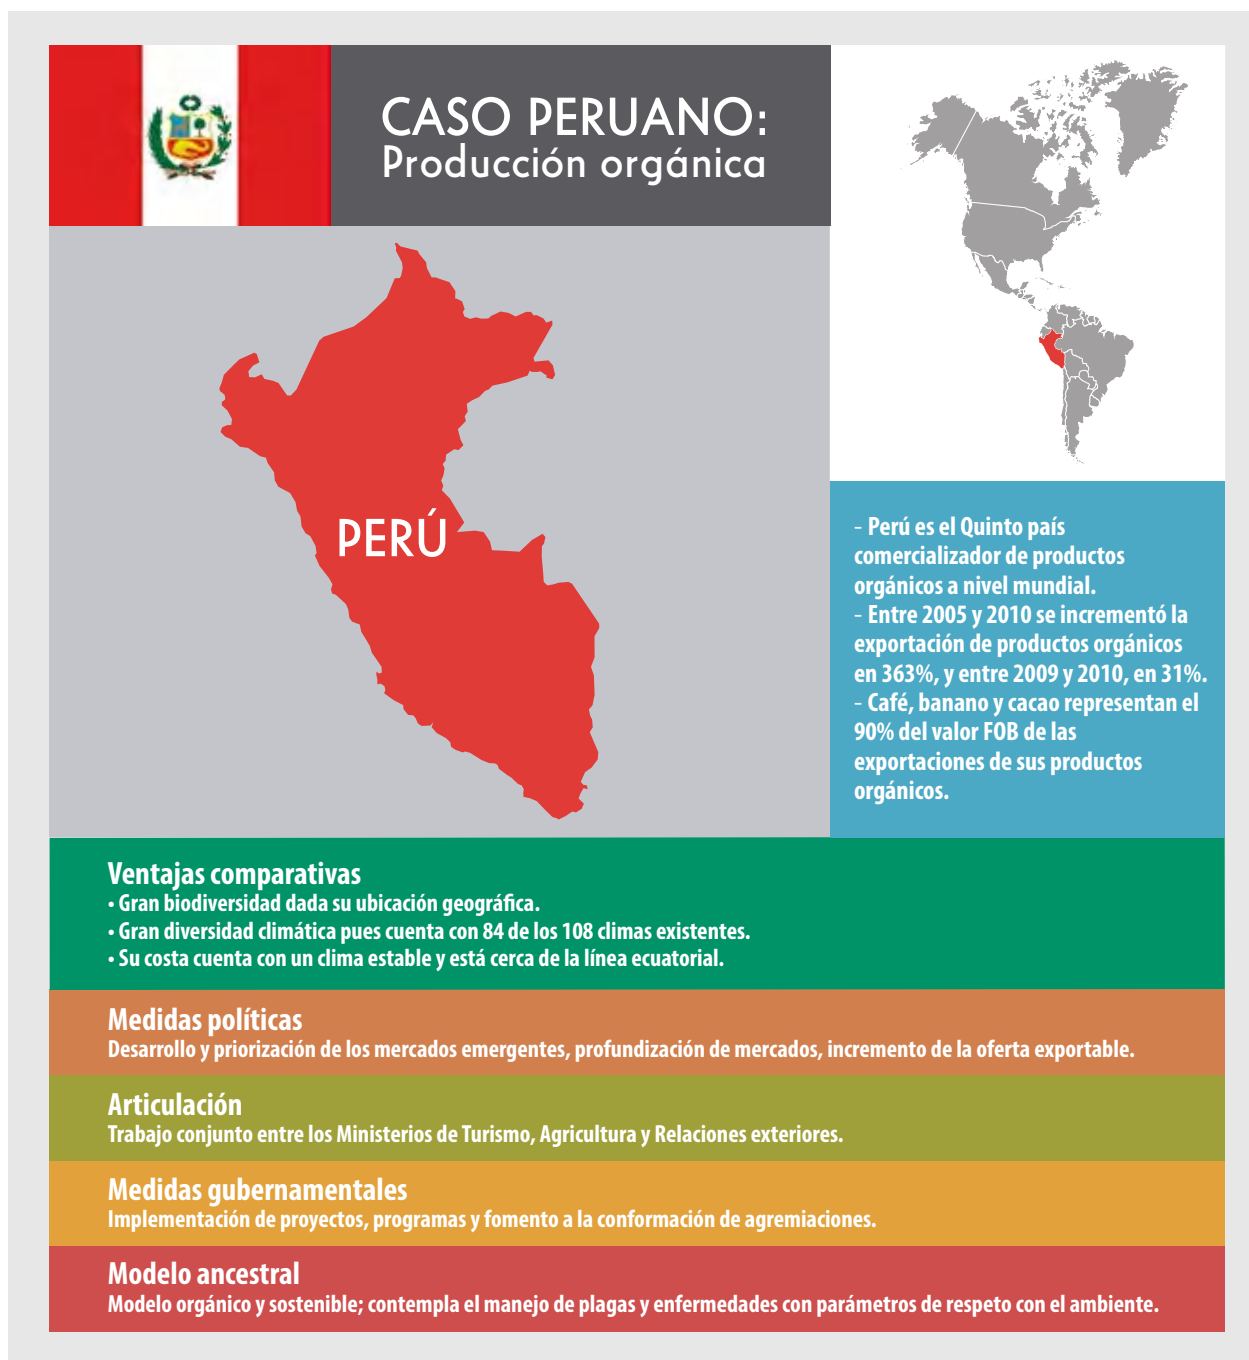 CASO PERUANO:
Producción orgánica
PERÚ
- Perú es el Quinto país
comercializador de productos
orgánicos a nivel mundial.
- Entre 2005 y 2010 se incrementó la
exportación de productos orgánicos
en 363%, y entre 2009 y 2010, en 31%.
- Café, banano y cacao representan el
90% del valor FOB de las
exportaciones de sus productos
orgánicos.
Ventajas comparativas
• Gran biodiversidad dada su ubicación geográfica.
• Gran diversidad climática pues cuenta con 84 de los 108 climas existentes.
• Su costa cuenta con un clima estable y está cerca de la línea ecuatorial.
Medidas políticas
Desarrollo y priorización de los mercados emergentes, profundización de mercados, incremento de la oferta exportable.
Articulación
Trabajo conjunto entre los Ministerios de Turismo, Agricultura y Relaciones exteriores.
Medidas gubernamentales
Implementación de proyectos, programas y fomento a la conformación de agremiaciones.
Modelo ancestral
Modelo orgánico y sostenible; contempla el manejo de plagas y enfermedades con parámetros de respeto con el ambiente.